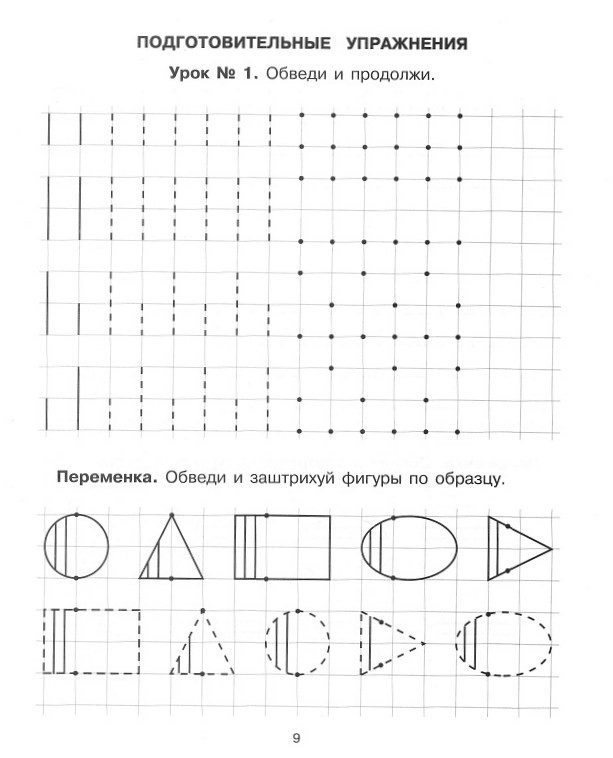 ПОДГОТОВИТЕЛЬНЫЕ УПРАЖНЕНИЯ
Урок № 1. Обведи и продолжи.
Переменка. Обведи и заштрихуй фигуры по образцу.
9